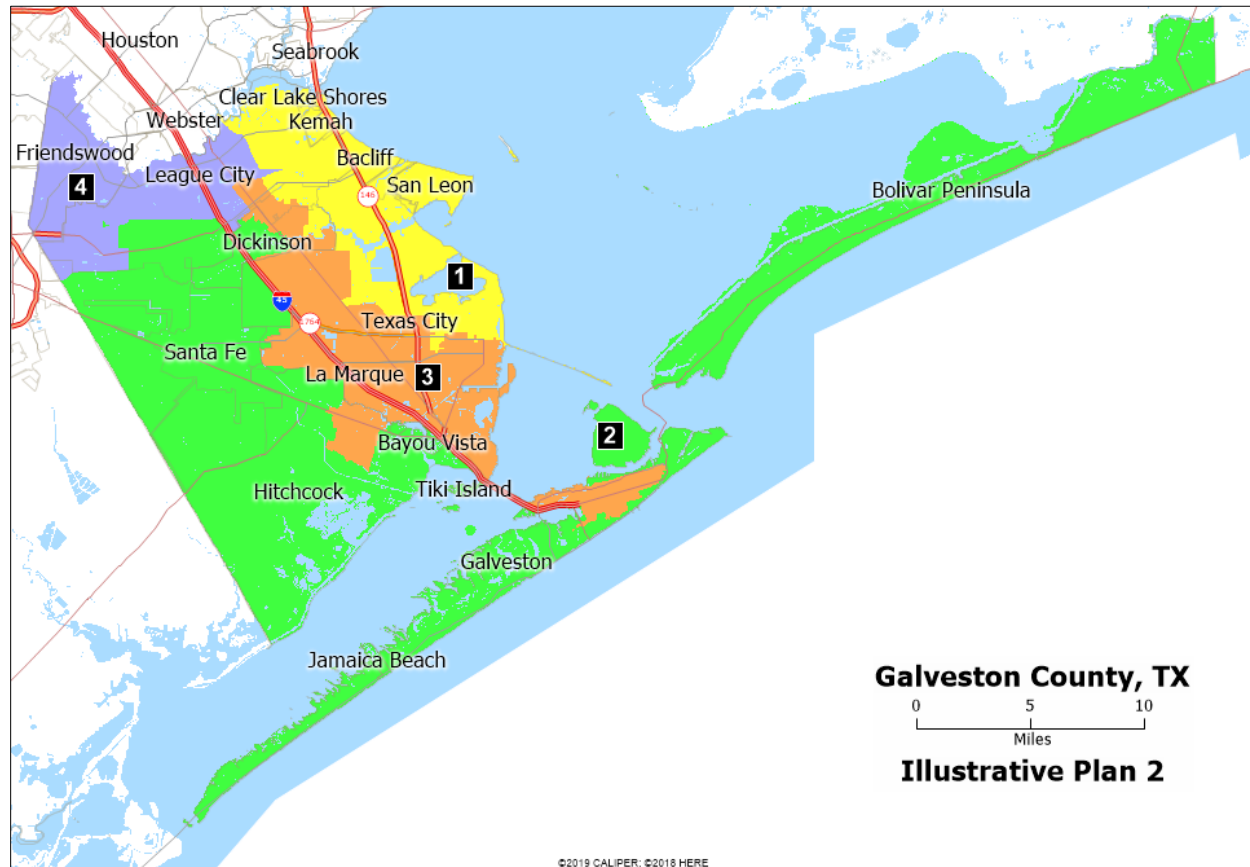 Houston
Seabrook
Clear Lake Shores
Kemah
Webster
Friendswood
Bacliff
League City
San Leon
4
146
Bolivar Peninsula
Dickinson
1
45
1764
Texas City
Santa Fe
La Marque
3
2
Bayou Vista
Hitchcock
Tiki Island
Galveston
Jamaica Beach
Galveston County, TX
0 5 10
Miles
Illustrative Plan 2
©2019 CALIPER; ©2018 HERE